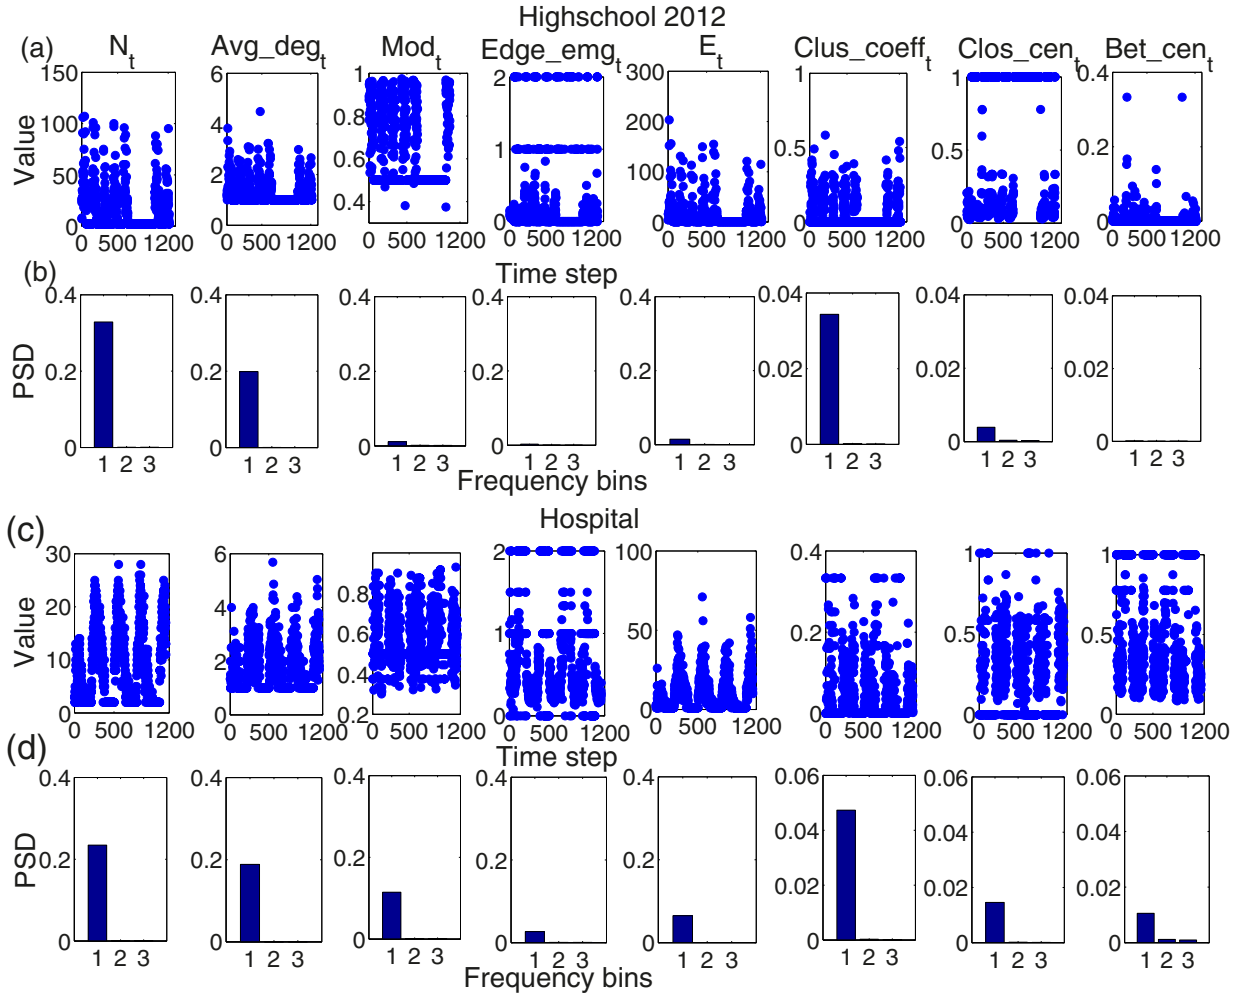 Highschool 2012
(a) N_t Avg_deg_t Mod_t Edge_emg_t E_t Clus_coeff_t Clos_cen_t Bet_cen_t
Value
150 100 50 0
6 4 2 0
1 0.8 0.6 0.4
2 1 0
300 200 100 0
1 0.5 0
1 0.5 0
0.4 0.2 0
0 500 1200 0 500 1200 0 500 1200 0 500 1200 0 500 1200 0 500 1200 0 500 1200 0 500 1200
Time step
(b)
PSD
0.4 0.2 0
0.4 0.2 0
0.4 0.2 0
0.4 0.2 0
0.4 0.2 0
0.04 0.02 0
0.04 0.02 0
0.04 0.02 0
1 2 3 1 2 3 1 2 3 1 2 3 1 2 3 1 2 3 1 2 3 1 2 3
Frequency bins
(c) Hospital
Value
30 20 10 0
6 4 2 0
0.8 0.6 0.4 0.2
2 1 0
100 50 0
0.4 0.2 0
1 0.5 0
1 0.5 0
0 500 1200 0 500 1200 0 500 1200 0 500 1200 0 500 1200 0 500 1200 0 500 1200 0 500 1200
Time step
(d)
PSD
0.4 0.2 0
0.4 0.2 0
0.4 0.2 0
0.4 0.2 0
0.4 0.2 0
0.06 0.04 0.02 0
0.06 0.04 0.02 0
0.06 0.04 0.02 0
1 2 3 1 2 3 1 2 3 1 2 3 1 2 3 1 2 3 1 2 3 1 2 3
Frequency bins